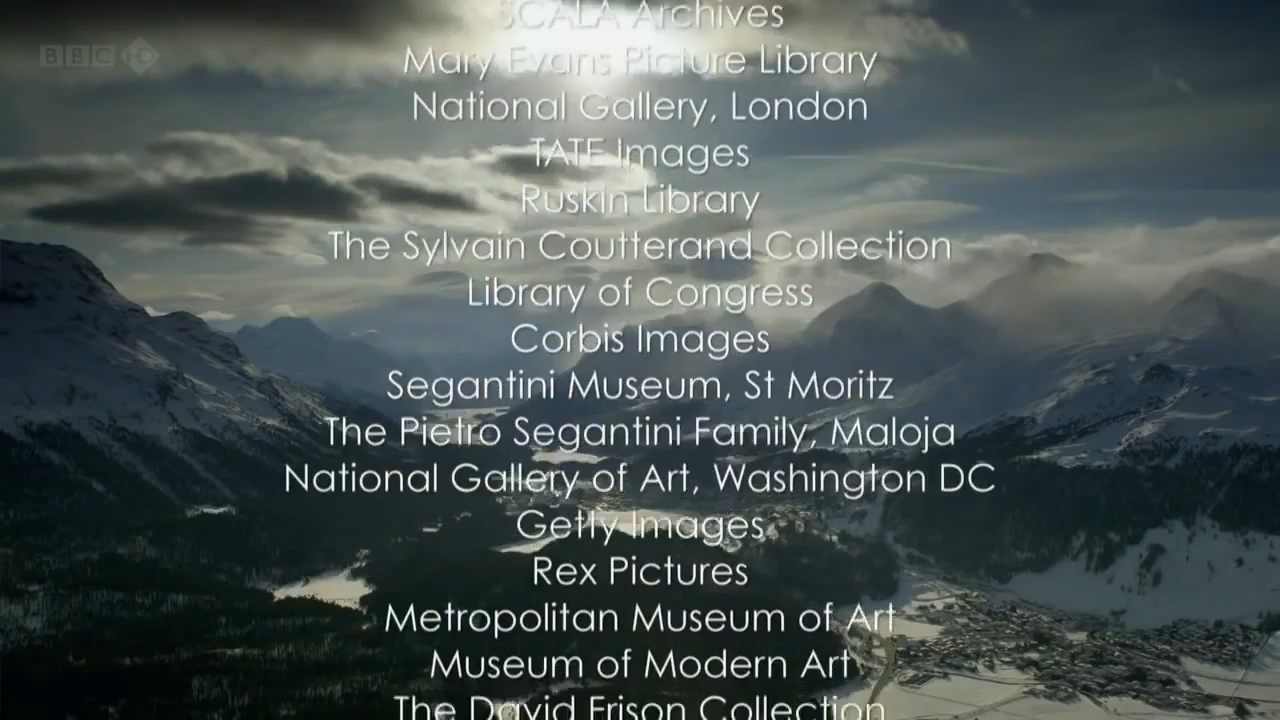 BBC HD
SCALA Archives
Mary Evans Picture Library
National Gallery, London
TATE Images
Ruskin Library
The Sylvain Coutterand Collection
Library of Congress
Corbis Images
Segantini Museum, St Moritz
The Pietro Segantini Family, Maloja
National Gallery of Art, Washington DC
Getty Images
Rex Pictures
Metropolitan Museum of Art
Museum of Modern Art
The David Frison Collection